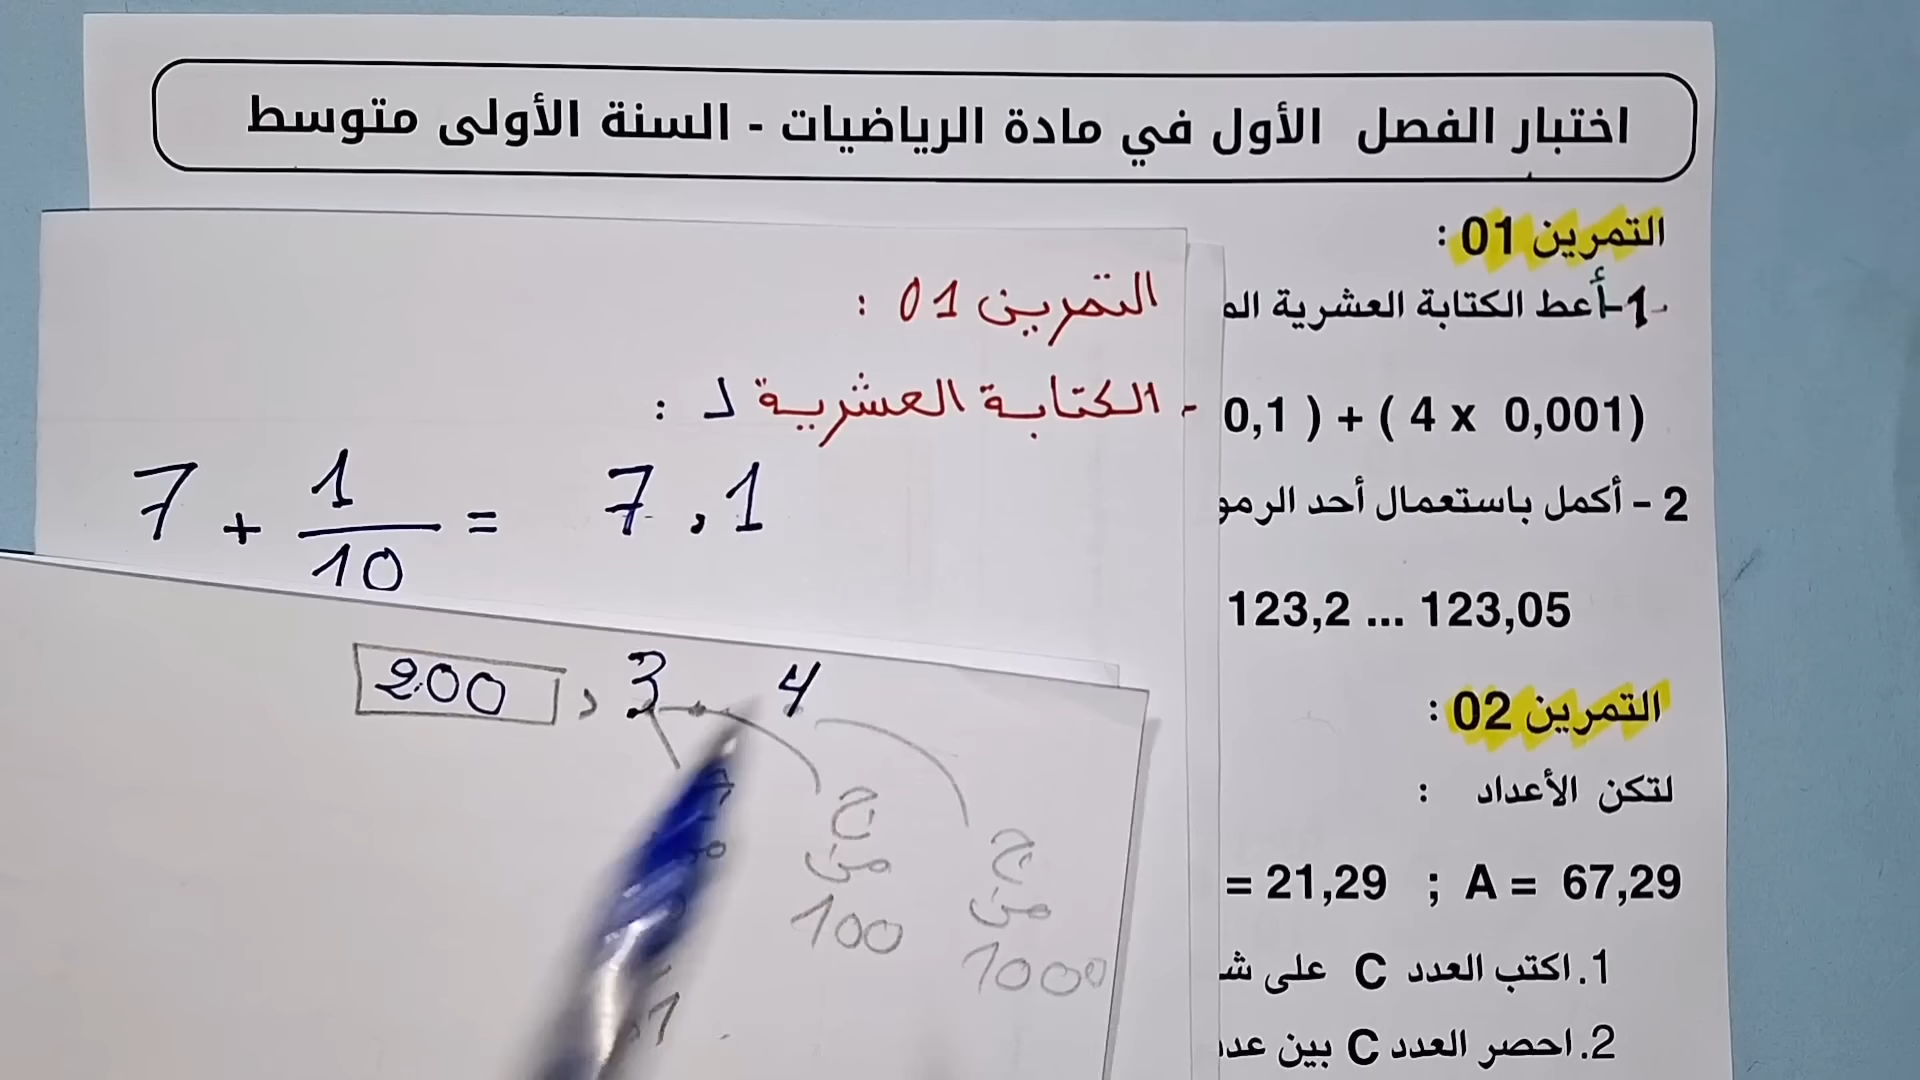 اختبار الفصل الأول في مادة الرياضيات - السنة الأولى متوسط
التمرين 01 :
1-أعط الكتابة العشرية الم
0,1 ) + ( 4 x 0,001)
2 - أكمل باستعمال أحد الرمو
123,2 ... 123,05
التمرين 02 :
لتكن الأعداد :
= 21,29 ; A = 67,29
1. اكتب العدد C على ش
2. احصر العدد C بين عدد
التمرين 01 :
- الكتابة العشرية لـ :
7 + 1/10 = 7,1
200 , 3 4
ج من 100
ج من 1000